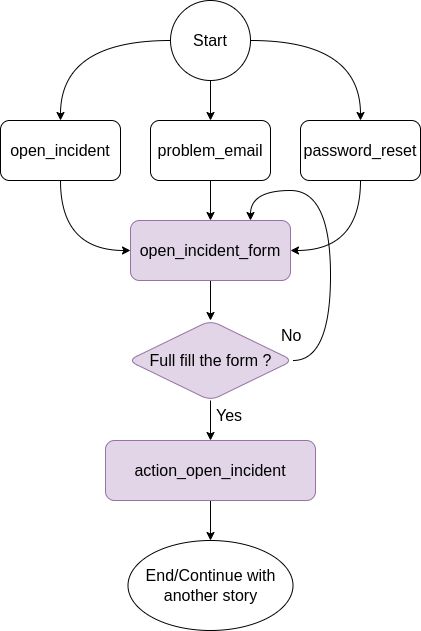 Start
open_incident
problem_email
password_reset
open_incident_form
No
Full fill the form ?
Yes
action_open_incident
End/Continue with
another story